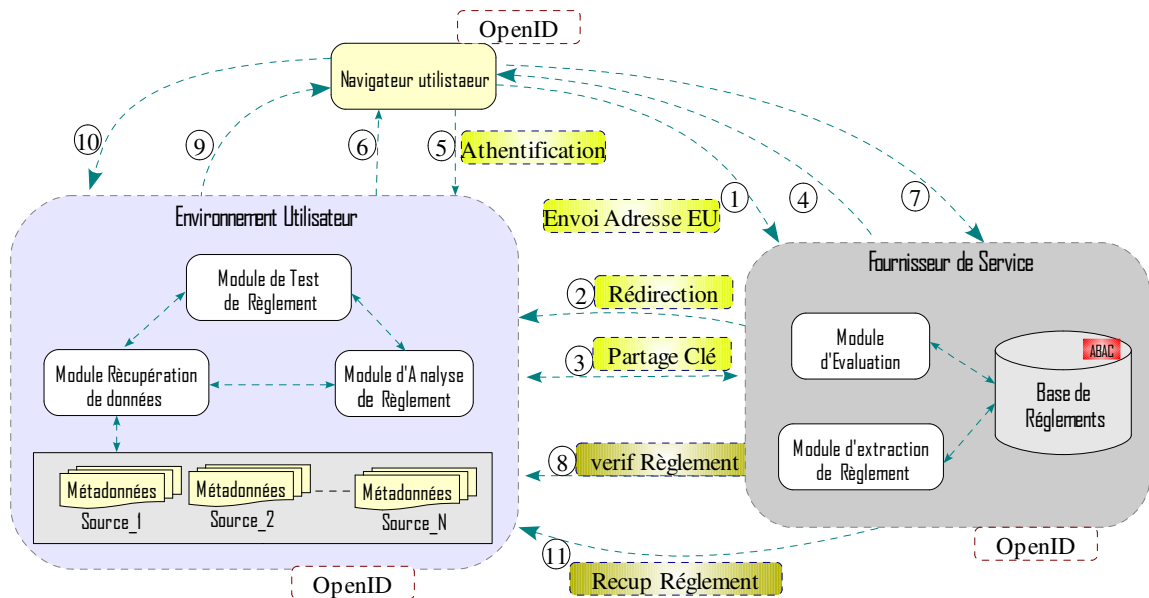 OpenID
Navigateur utilistaeur
10
9
6
5
Athentification
Envoi Adresse EU
1
4
7
Environnement Utilisateur
Module de Test
de Règlement
Module Rècupération
de données
Module d'Analyse
de Règlement
Métadonnées
Source_1
Métadonnées
Source_2
Métadonnées
Source_N
OpenID
2
Rédirection
3
Partage Clé
8
verif Règlement
11
Recup Réglement
Fournisseur de Service
Module
d'Evaluation
Module d'extraction
de Règlement
ABAC
Base de
Réglements
OpenID